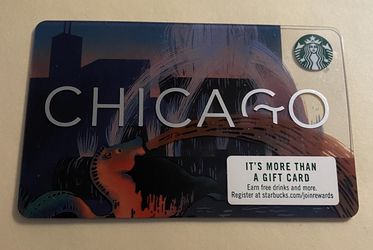 CHICAGO
IT'S MORE THAN
A GIFT CARD
Earn free drinks and more.
Register at starbucks.com/joinrewards